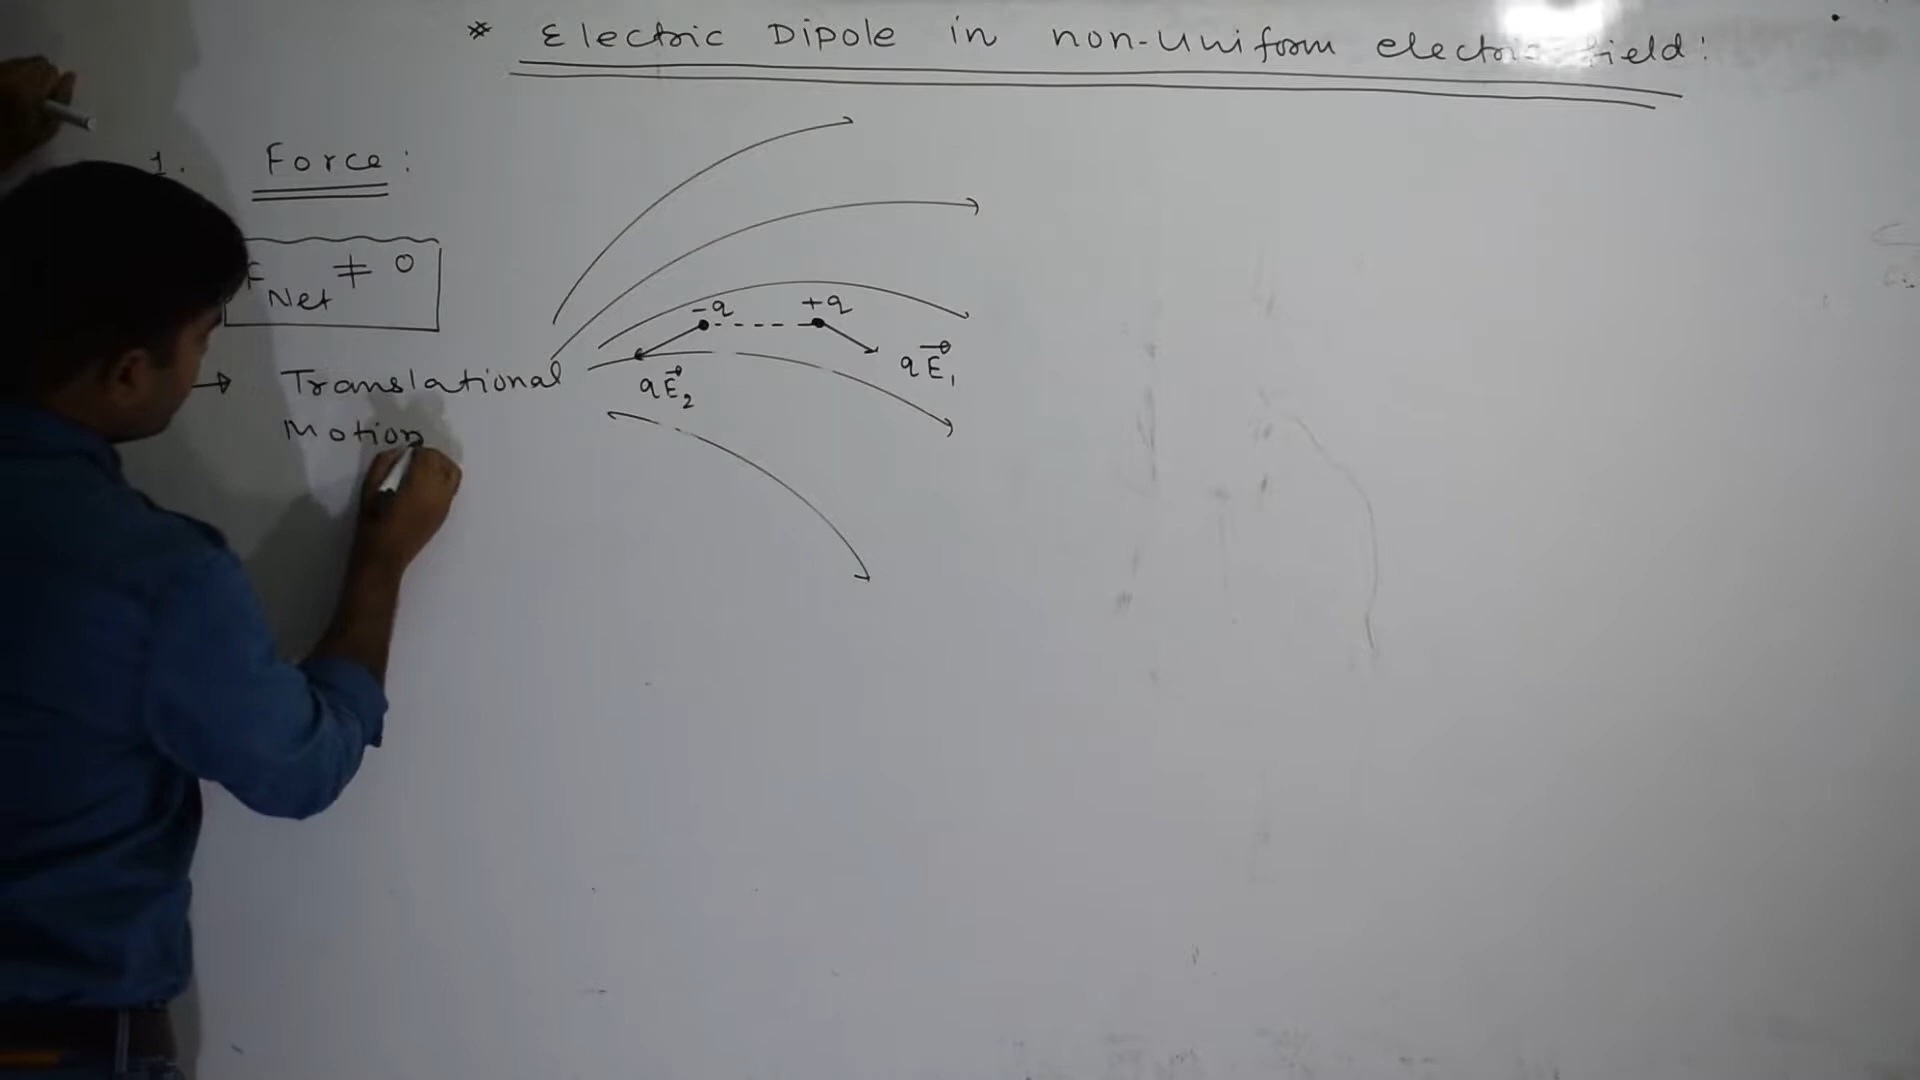 * Electric Dipole in non-uniform electric field:
1. Force:
F_Net ≠ 0
-q +q
qE⃗₁
→ Translational
qE⃗₂
Motion